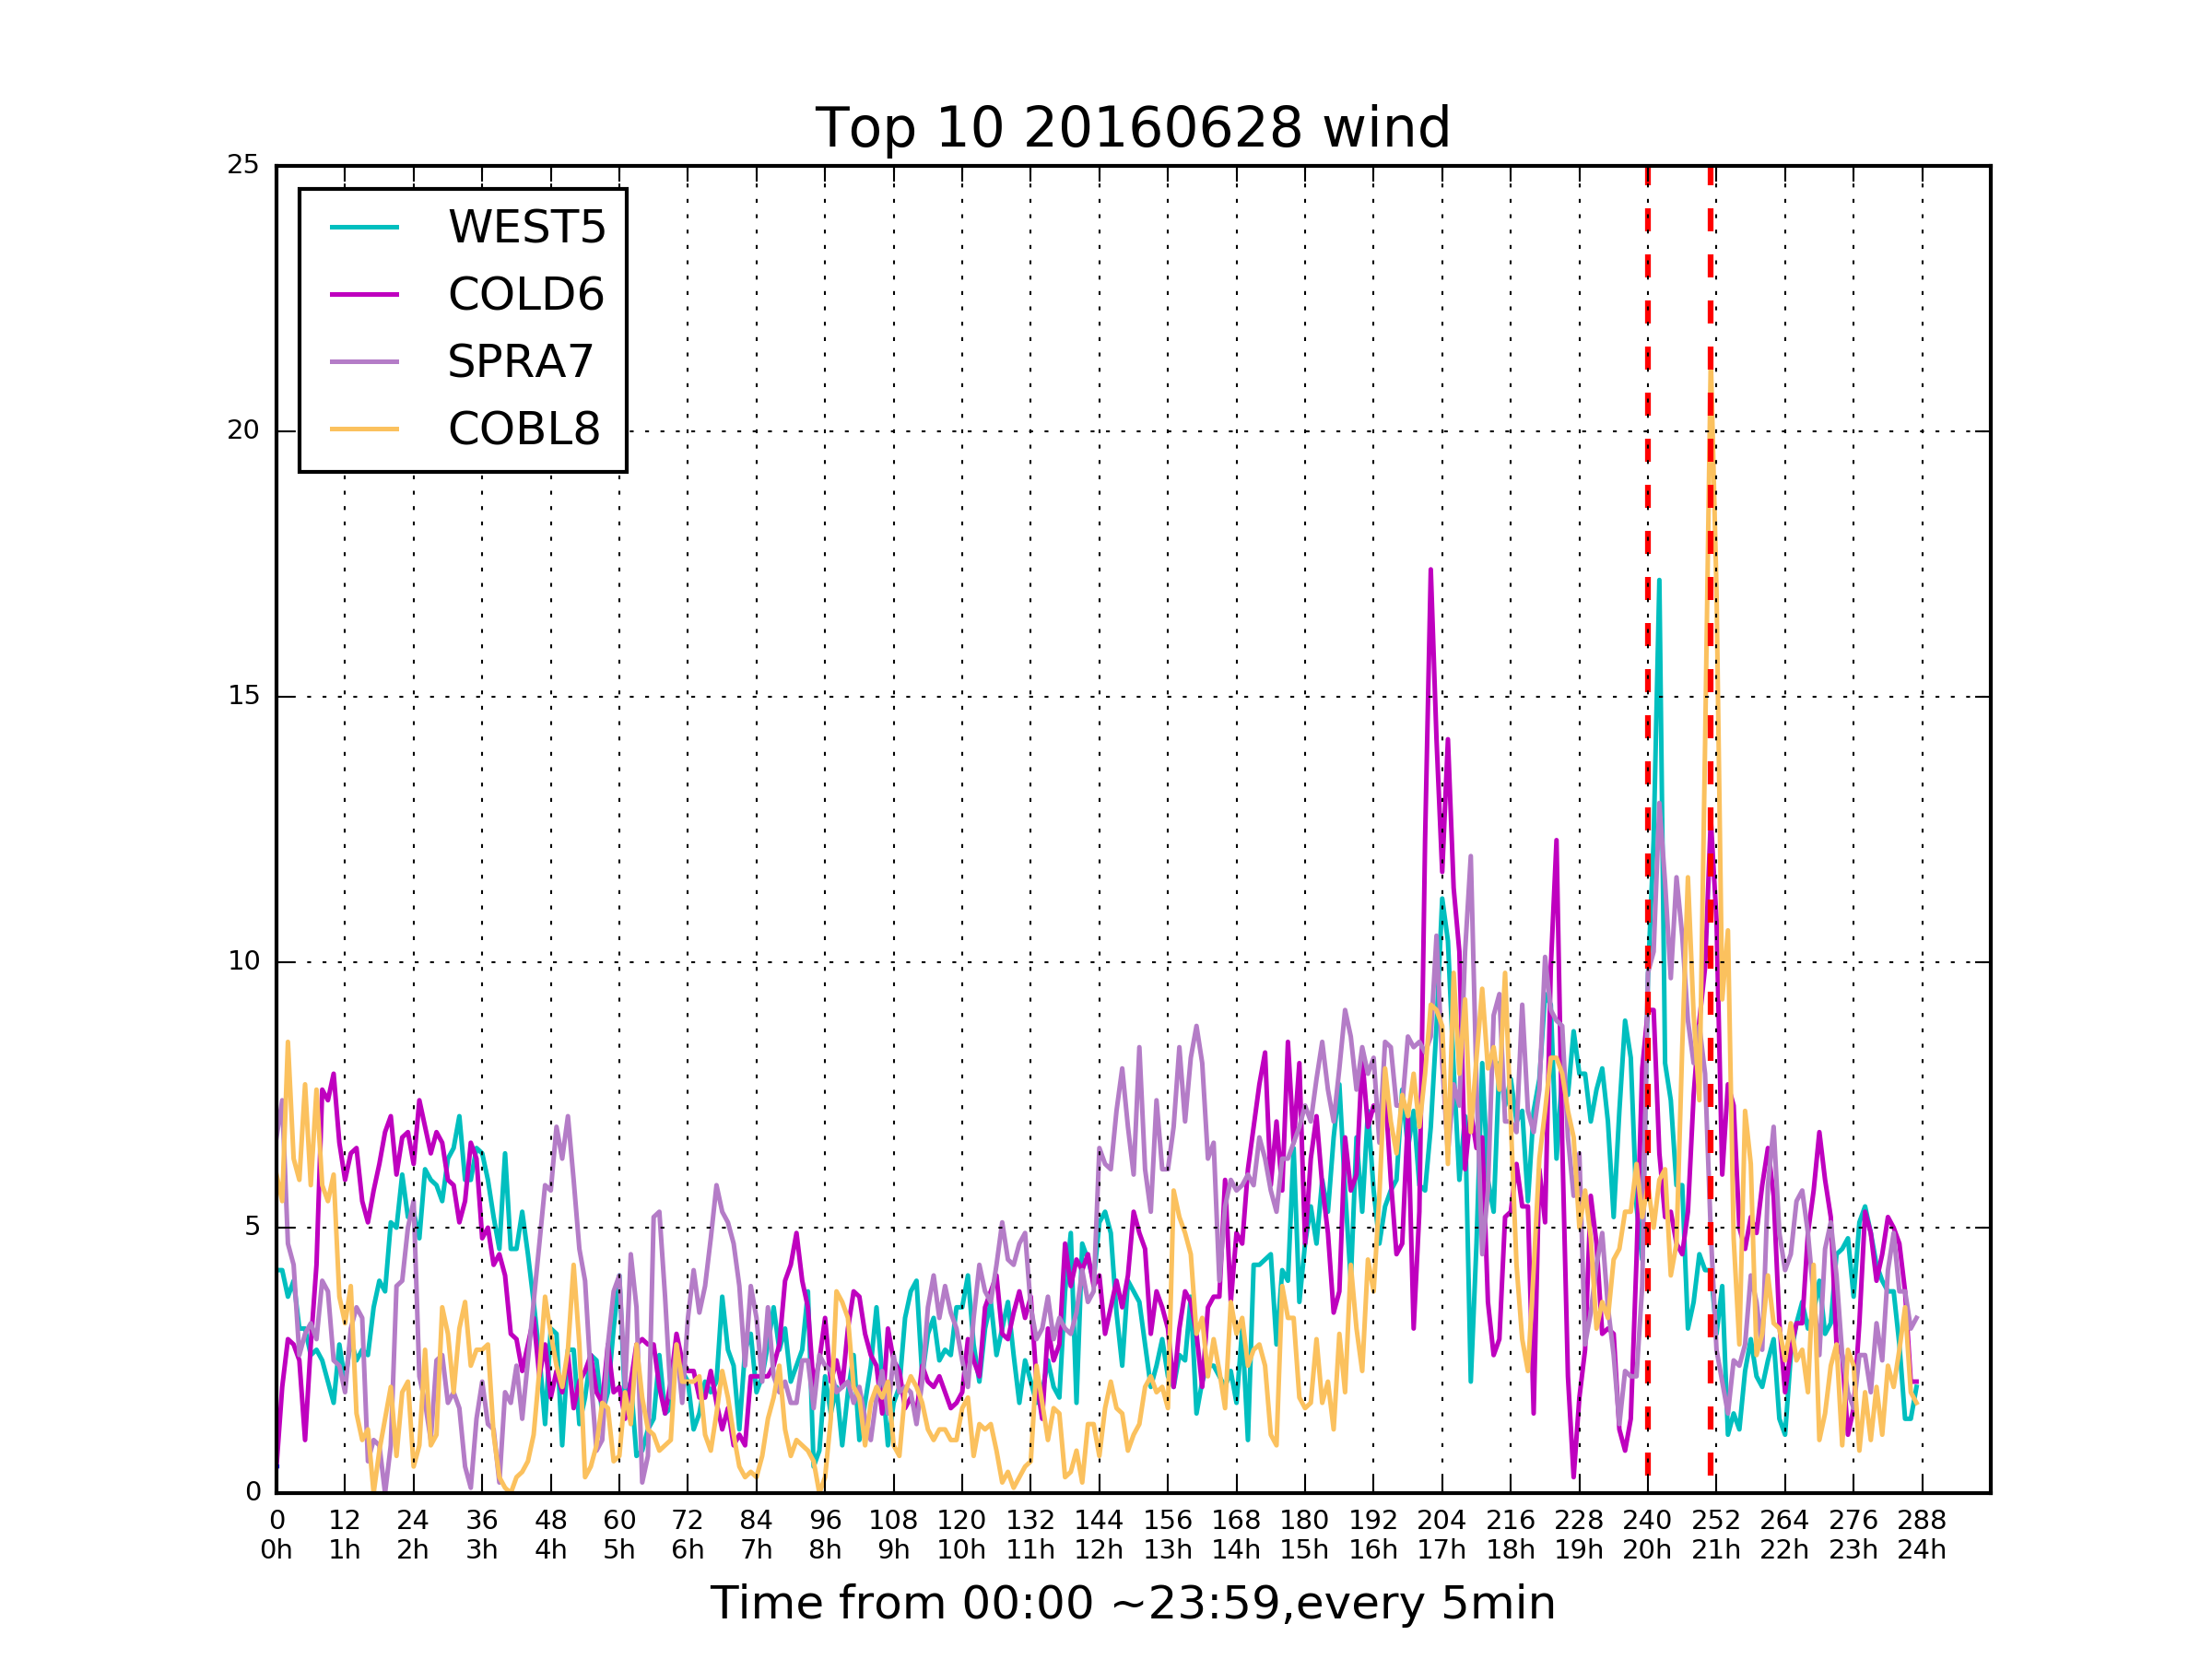 Top 10 20160628 wind
25
20
15
10
5
0
WEST5
COLD6
SPRA7
COBL8
0 12 24 36 48 60 72 84 96 108 120 132 144 156 168 180 192 204 216 228 240 252 264 276 288
0h 1h 2h 3h 4h 5h 6h 7h 8h 9h 10h 11h 12h 13h 14h 15h 16h 17h 18h 19h 20h 21h 22h 23h 24h
Time from 00:00 ~23:59,every 5min